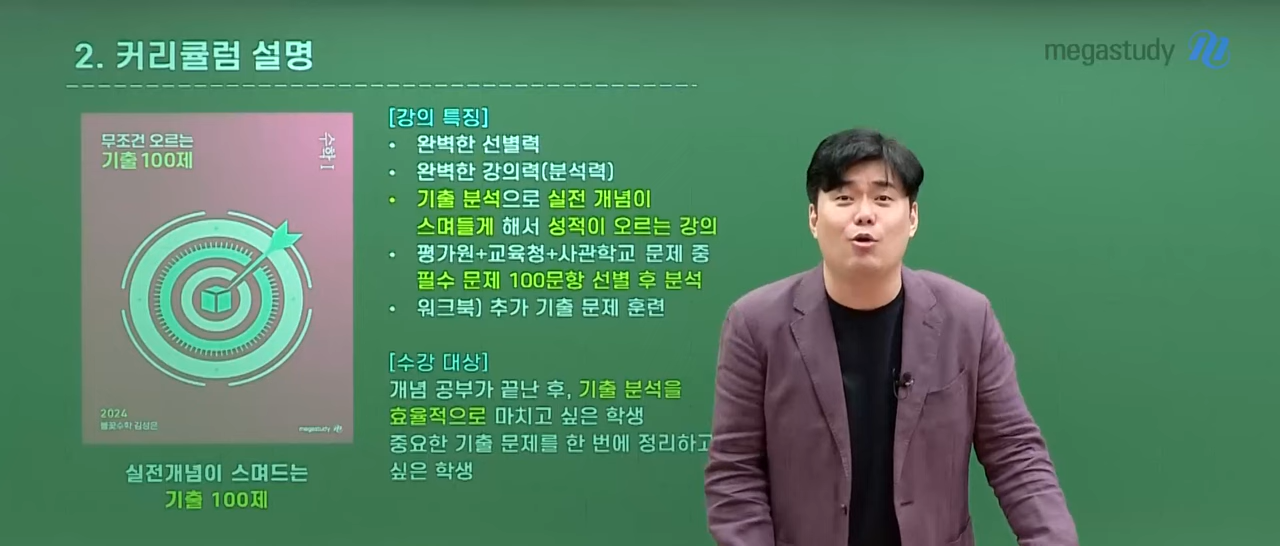 2. 커리큘럼 설명
megastudy
무조건 오르는
기출 100제
수학 I
2024
불꽃수학 김성은
megastudy
실전개념이 스며드는
기출 100제
[강의 특징]
• 완벽한 선별력
• 완벽한 강의력(분석력)
• 기출 분석으로 실전 개념이
스며들게 해서 성적이 오르는 강의
• 평가원+교육청+사관학교 문제 중
필수 문제 100문항 선별 후 분석
• 워크북) 추가 기출 문제 훈련
[수강 대상]
개념 공부가 끝난 후, 기출 분석을
효율적으로 마치고 싶은 학생
중요한 기출 문제를 한 번에 정리하고
싶은 학생